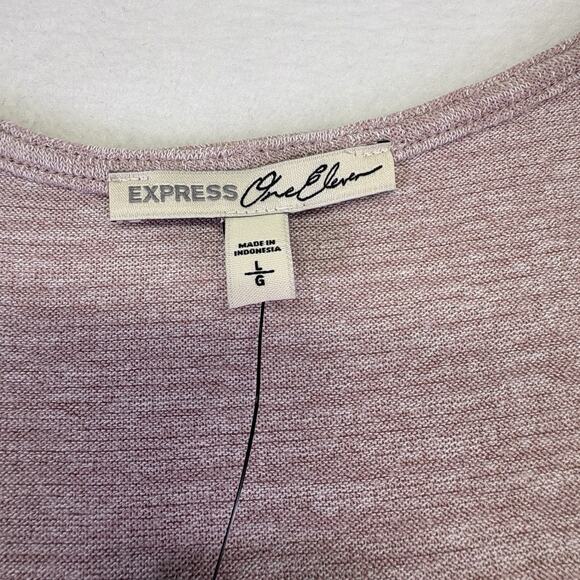 EXPRESS One Eleven
MADE IN
INDONESIA
L
G